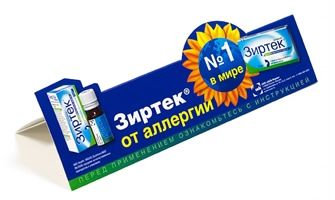 №1
в мире
Зиртек
Зиртек®
от аллергии
ПЕРЕД ПРИМЕНЕНИЕМ ОЗНАКОМЬТЕСЬ С ИНСТРУКЦИЕЙ
Зиртек